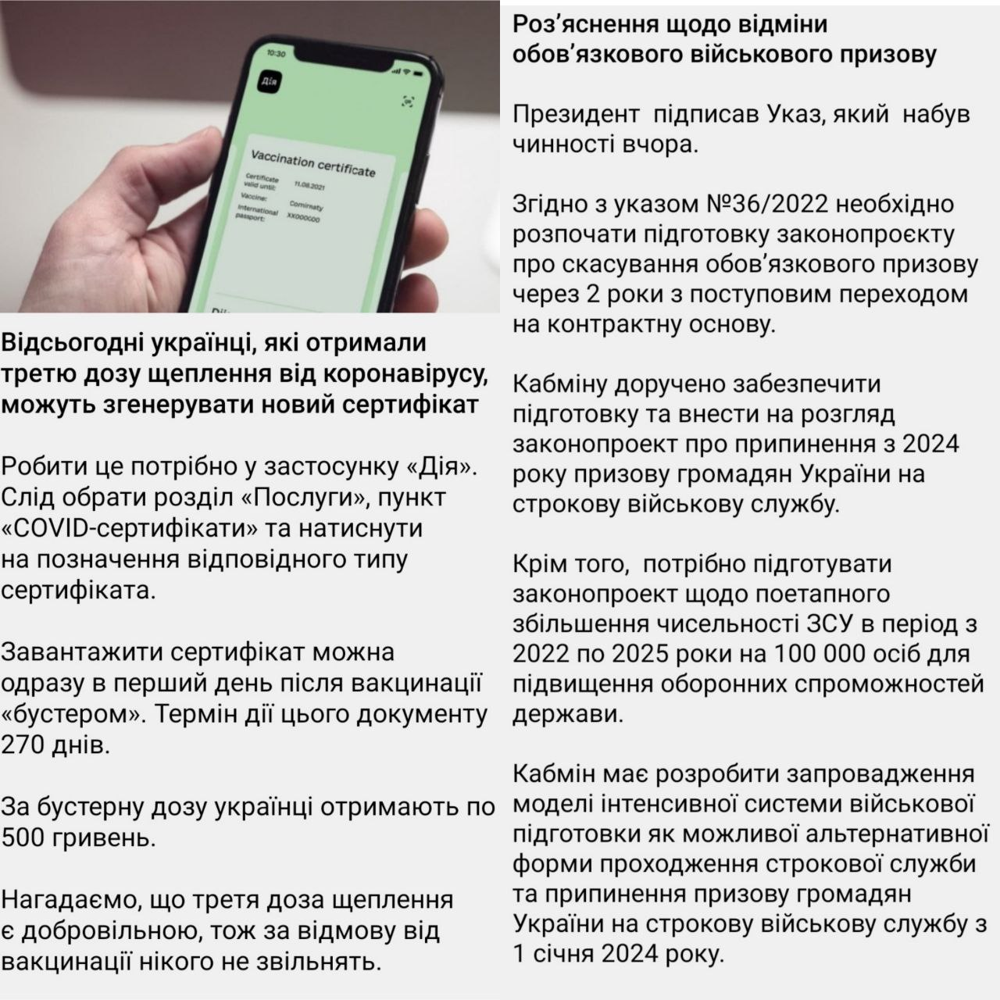 10:30
Дія
Vaccination certificate
Certificate
valid until:
11.08.2021
Vaccine:
Comirnaty
International
passport:
XX000000
Відсьогодні українці, які отримали
третю дозу щеплення від коронавірусу,
можуть згенерувати новий сертифікат
Робити це потрібно у застосунку «Дія».
Слід обрати розділ «Послуги», пункт
«COVID-сертифікати» та натиснути
на позначення відповідного типу
сертифіката.
Завантажити сертифікат можна
одразу в перший день після вакцинації
«бустером». Термін дії цього документу
270 днів.
За бустерну дозу українці отримають по
500 гривень.
Нагадаємо, що третя доза щеплення
є добровільною, тож за відмову від
вакцинації нікого не звільнять.
Роз’яснення щодо відміни
обов’язкового військового призову
Президент підписав Указ, який набув
чинності вчора.
Згідно з указом №36/2022 необхідно
розпочати підготовку законопроєкту
про скасування обов’язкового призову
через 2 роки з поступовим переходом
на контрактну основу.
Кабміну доручено забезпечити
підготовку та внести на розгляд
законопроект про припинення з 2024
року призову громадян України на
строкову військову службу.
Крім того, потрібно підготувати
законопроект щодо поетапного
збільшення чисельності ЗСУ в період з
2022 по 2025 роки на 100 000 осіб для
підвищення оборонних спроможностей
держави.
Кабмін має розробити запровадження
моделі інтенсивної системи військової
підготовки як можливої альтернативної
форми проходження строкової служби
та припинення призову громадян
України на строкову військову службу з
1 січня 2024 року.